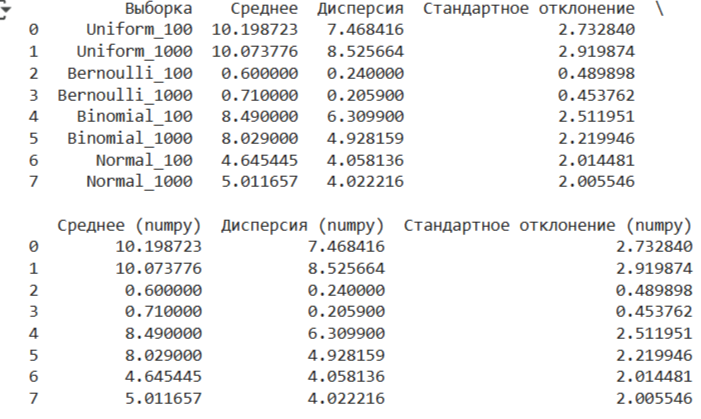 Выборка Среднее Дисперсия Стандартное отклонение \
0 Uniform_100 10.198723 7.468416 2.732840
1 Uniform_1000 10.073776 8.525664 2.919874
2 Bernoulli_100 0.600000 0.240000 0.489898
3 Bernoulli_1000 0.710000 0.205900 0.453762
4 Binomial_100 8.490000 6.309900 2.511951
5 Binomial_1000 8.029000 4.928159 2.219946
6 Normal_100 4.645445 4.058136 2.014481
7 Normal_1000 5.011657 4.022216 2.005546
Среднее (numpy) Дисперсия (numpy) Стандартное отклонение (numpy)
0 10.198723 7.468416 2.732840
1 10.073776 8.525664 2.919874
2 0.600000 0.240000 0.489898
3 0.710000 0.205900 0.453762
4 8.490000 6.309900 2.511951
5 8.029000 4.928159 2.219946
6 4.645445 4.058136 2.014481
7 5.011657 4.022216 2.005546